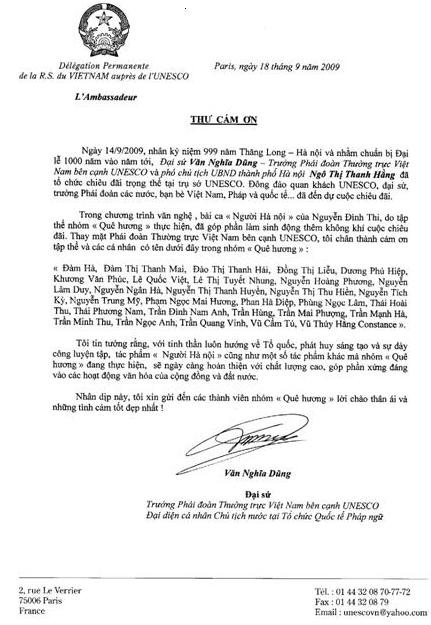 Délégation Permanente
de la R.S. du VIETNAM auprès de l'UNESCO
Paris, ngày 18 tháng 9 năm 2009
L'Ambassadeur
THƯ CÁM ƠN
Ngày 14/9/2009, nhân kỷ niệm 999 năm Thăng Long – Hà nội và nhằm chuẩn bị Đại
lễ 1000 năm vào năm tới, Đại sứ Văn Nghĩa Dũng – Trưởng Phái đoàn Thường trực Việt
Nam bên cạnh UNESCO và phó chủ tịch UBND thành phố Hà nội Ngô Thị Thanh Hằng đã
tổ chức chiêu đãi trọng thể tại trụ sở UNESCO. Đông đảo quan khách UNESCO, đại sứ,
trưởng Phái đoàn các nước, bạn bè Việt Nam, Pháp và quốc tế... đã đến dự cuộc chiêu đãi.
Trong chương trình văn nghệ, bài ca « Người Hà nội » của Nguyễn Đình Thi, do tập
thể nhóm « Quê hương » thực hiện, đã góp phần làm sinh động thêm không khí cuộc chiêu
đãi. Thay mặt Phái đoàn Thường trực Việt Nam bên cạnh UNESCO, tôi chân thành cám ơn
tập thể và các cá nhân có tên dưới đây trong nhóm « Quê hương » :
« Đàm Hà, Đàm Thị Thanh Mai, Đào Thị Thanh Hải, Đồng Thị Liễu, Dương Phú Hiệp,
Khương Văn Phúc, Lê Quốc Việt, Lê Thị Tuyết Nhung, Nguyễn Hoàng Phương, Nguyễn
Lâm Duy, Nguyễn Ngân Hà, Nguyễn Thị Thanh Huyền, Nguyễn Thị Thu Hiền, Nguyễn Tích
Kỳ, Nguyễn Trung Mỹ, Phạm Ngọc Mai Hương, Phan Hà Diệp, Phùng Ngọc Lâm, Thái Hoài
Thu, Thái Phương Nam, Trần Đình Nam Anh, Trần Hùng, Trần Mai Phượng, Trần Mạnh Hà,
Trần Minh Thu, Trần Ngọc Anh, Trần Quang Vinh, Vũ Cẩm Tú, Vũ Thúy Hằng Constance ».
Tôi tin tưởng rằng, với tinh thần luôn hướng về Tổ quốc, phát huy sáng tạo và sự dày
công luyện tập, tác phẩm « Người Hà nội » cũng như một số tác phẩm khác mà nhóm « Quê
hương » đang thực hiện, sẽ ngày càng hoàn thiện với chất lượng cao, góp phần xứng đáng
vào các hoạt động văn hóa của cộng đồng và đất nước.
Nhân dịp này, tôi xin gửi đến các thành viên nhóm « Quê hương » lời chào thân ái và
những tình cảm tốt đẹp nhất !
Văn Nghĩa Dũng
Đại sứ
Trưởng Phái đoàn Thường trực Việt Nam bên cạnh UNESCO
Đại diện cá nhân Chủ tịch nước tại Tổ chức Quốc tế Pháp ngữ
2, rue Le Verrier
75006 Paris
France
Tél. : 01 44 32 08 70-77-72
Fax : 01 44 32 08 79
Email : unescovn@yahoo.com